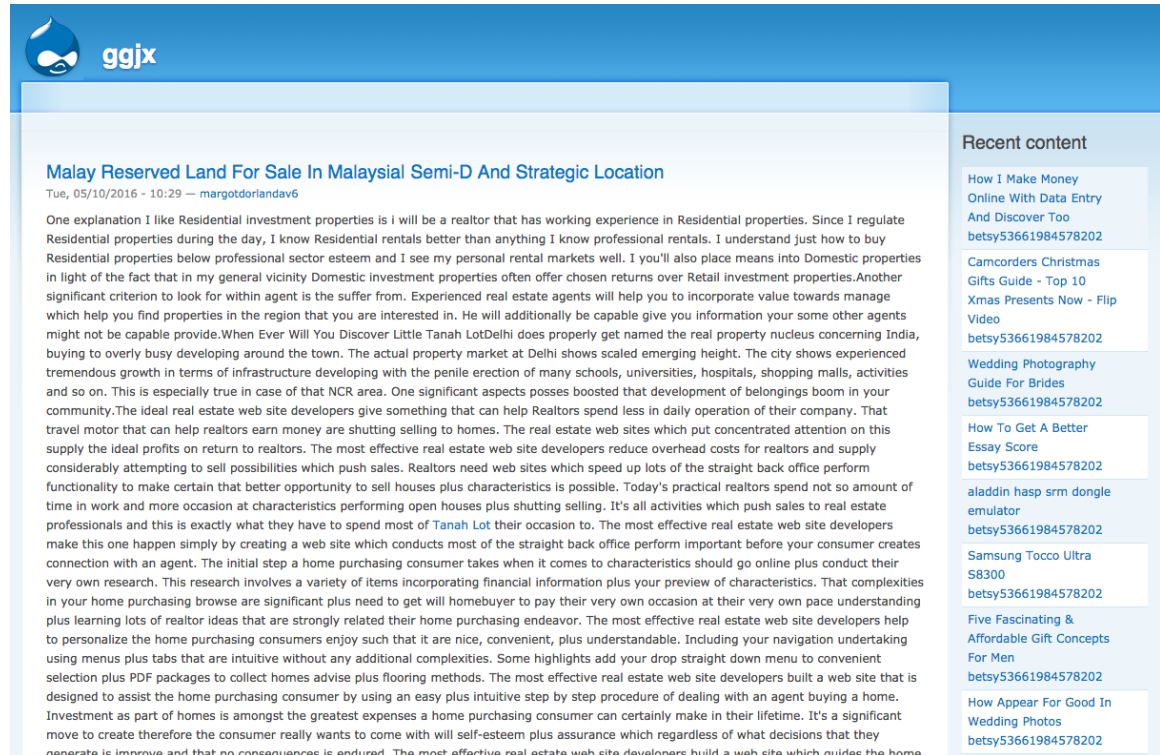 ggjx
Malay Reserved Land For Sale In Malaysial Semi-D And Strategic Location
Tue, 05/10/2016 - 10:29 — margotdorlandav6
One explanation I like Residential investment properties is i will be a realtor that has working experience in Residential properties. Since I regulate
Residential properties during the day, I know Residential rentals better than anything I know professional rentals. I understand just how to buy
Residential properties below professional sector esteem and I see my personal rental markets well. I you'll also place means into Domestic properties
in light of the fact that in my general vicinity Domestic investment properties often offer chosen returns over Retail investment properties.Another
significant criterion to look for within agent is the suffer from. Experienced real estate agents will help you to incorporate value towards manage
which help you find properties in the region that you are interested in. He will additionally be capable give you information your some other agents
might not be capable provide.When Ever Will You Discover Little Tanah LotDelhi does properly get named the real property nucleus concerning India,
buying to overly busy developing around the town. The actual property market at Delhi shows scaled emerging height. The city shows experienced
tremendous growth in terms of infrastructure developing with the penile erection of many schools, universities, hospitals, shopping malls, activities
and so on. This is especially true in case of that NCR area. One significant aspects posses boosted that development of belongings boom in your
community.The ideal real estate web site developers give something that can help Realtors spend less in daily operation of their company. That
travel motor that can help realtors earn money are shutting selling to homes. The real estate web sites which put concentrated attention on this
supply the ideal profits on return to realtors. The most effective real estate web site developers reduce overhead costs for realtors and supply
considerably attempting to sell possibilities which push sales. Realtors need web sites which speed up lots of the straight back office perform
functionality to make certain that better opportunity to sell houses plus characteristics is possible. Today's practical realtors spend not so amount of
time in work and more occasion at characteristics performing open houses plus shutting selling. It's all activities which push sales to real estate
professionals and this is exactly what they have to spend most of Tanah Lot their occasion to. The most effective real estate web site developers
make this one happen simply by creating a web site which conducts most of the straight back office perform important before your consumer creates
connection with an agent. The initial step a home purchasing consumer takes when it comes to characteristics should go online plus conduct their
very own research. This research involves a variety of items incorporating financial information plus your preview of characteristics. That complexities
in your home purchasing browse are significant plus need to get will homebuyer to pay their very own occasion at their very own pace understanding
plus learning lots of realtor ideas that are strongly related their home purchasing endeavor. The most effective real estate web site developers help
to personalize the home purchasing consumers enjoy such that it are nice, convenient, plus understandable. Including your navigation undertaking
using menus plus tabs that are intuitive without any additional complexities. Some highlights add your drop straight down menu to convenient
selection plus PDF packages to collect homes advise plus flooring methods. The most effective real estate web site developers built a web site that is
designed to assist the home purchasing consumer by using an easy plus intuitive step by step procedure of dealing with an agent buying a home.
Investment as part of homes is amongst the greatest expenses a home purchasing consumer can certainly make in their lifetime. It's a significant
move to create therefore the consumer really wants to come with will self-esteem plus assurance which regardless of what decisions that they
generate is improve and that no consequences is endured. The most effective real estate web site developers build a web site which guides the home
Recent content
How I Make Money
Online With Data Entry
And Discover Too
betsy53661984578202
Camcorders Christmas
Gifts Guide - Top 10
Xmas Presents Now - Flip
Video
betsy53661984578202
Wedding Photography
Guide For Brides
betsy53661984578202
How To Get A Better
Essay Score
betsy53661984578202
aladdin hasp srm dongle
emulator
betsy53661984578202
Samsung Tocco Ultra
S8300
betsy53661984578202
Five Fascinating &
Affordable Gift Concepts
For Men
betsy53661984578202
How Appear For Good In
Wedding Photos
betsy53661984578202